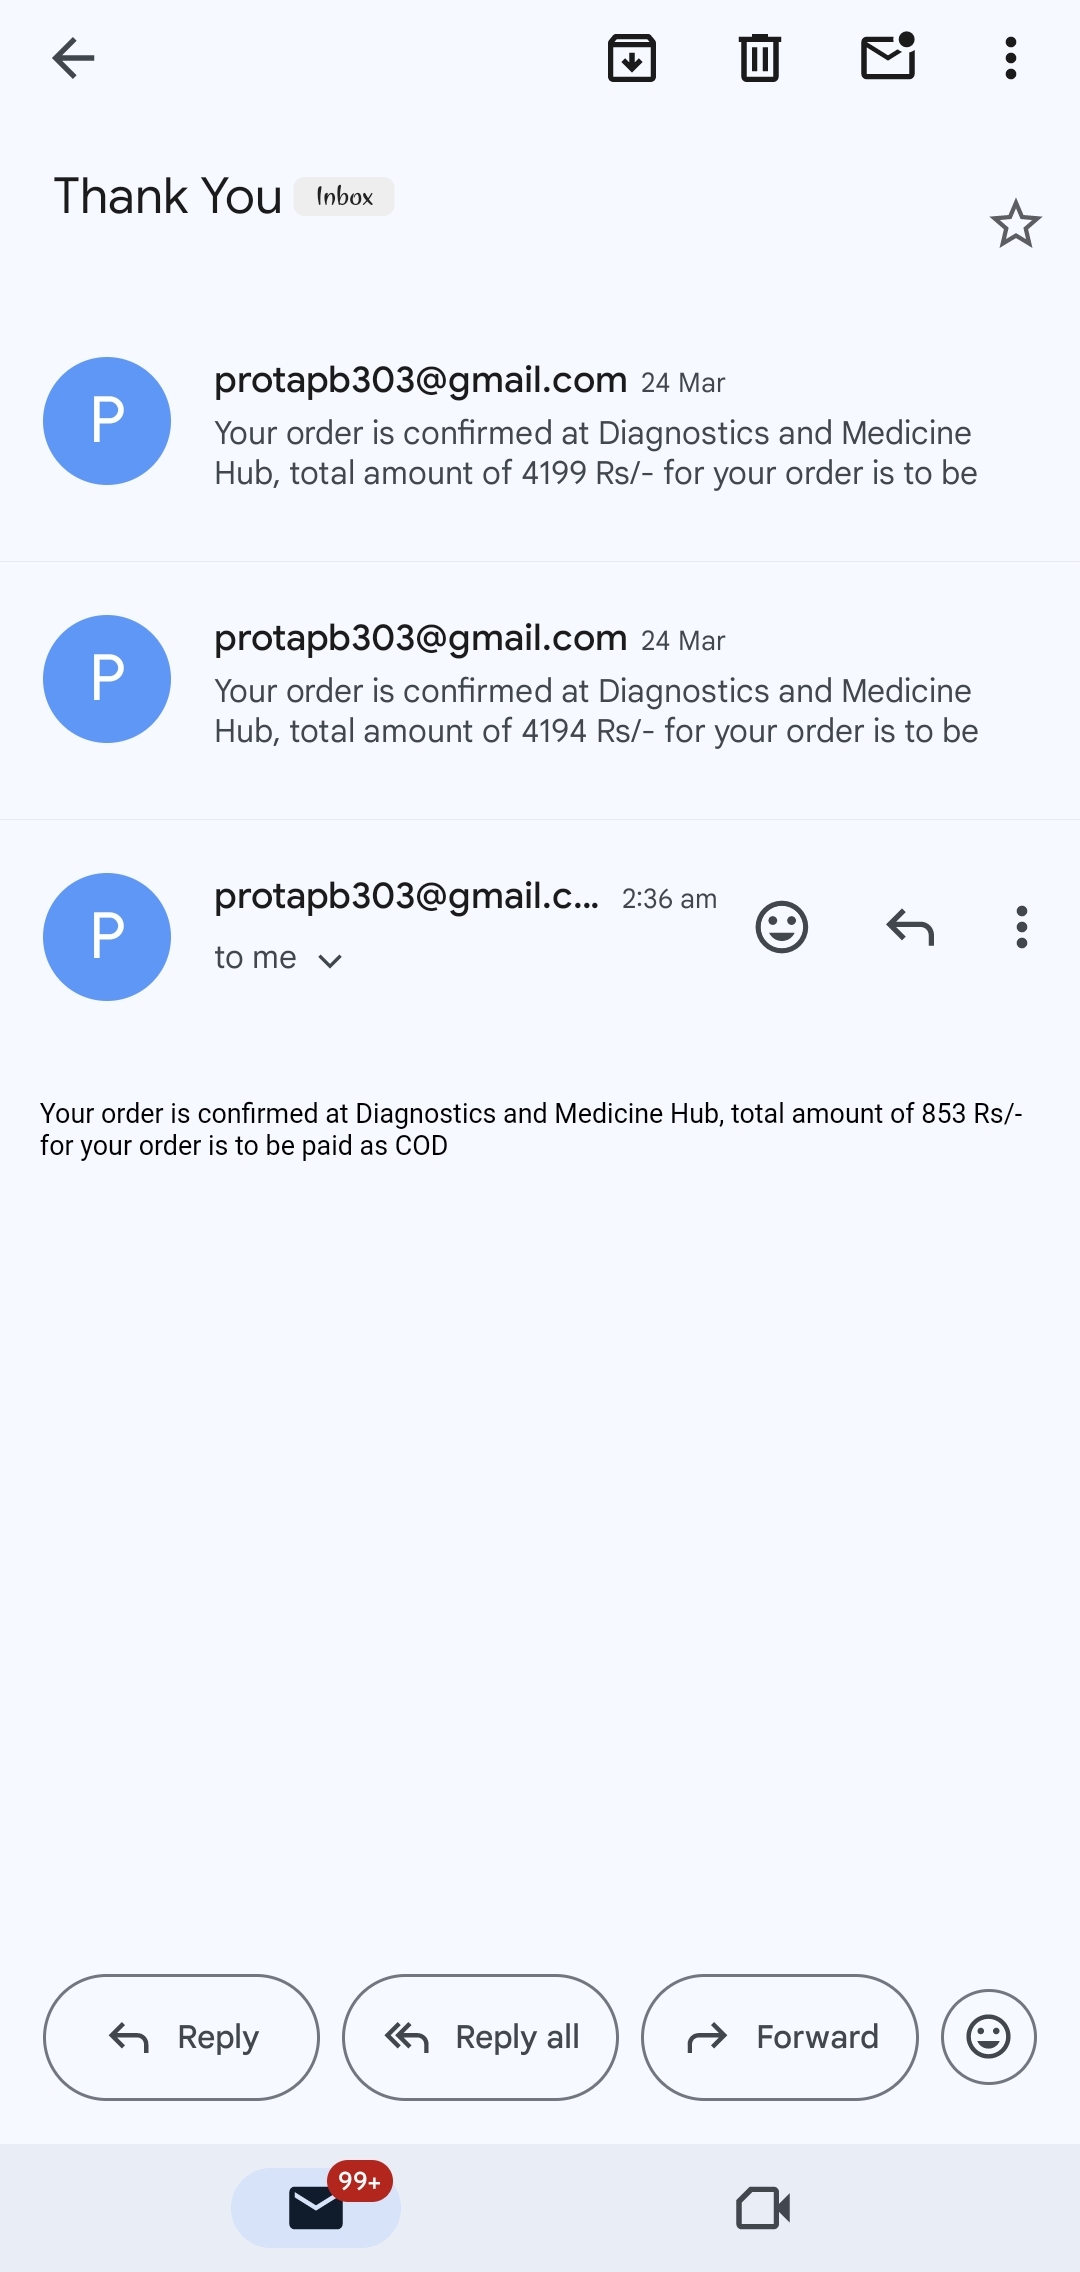 Thank You Inbox
P
protapb303@gmail.com 24 Mar
Your order is confirmed at Diagnostics and Medicine
Hub, total amount of 4199 Rs/- for your order is to be
P
protapb303@gmail.com 24 Mar
Your order is confirmed at Diagnostics and Medicine
Hub, total amount of 4194 Rs/- for your order is to be
P
protapb303@gmail.c... 2:36 am
to me
Your order is confirmed at Diagnostics and Medicine Hub, total amount of 853 Rs/-
for your order is to be paid as COD
Reply Reply all Forward
99+